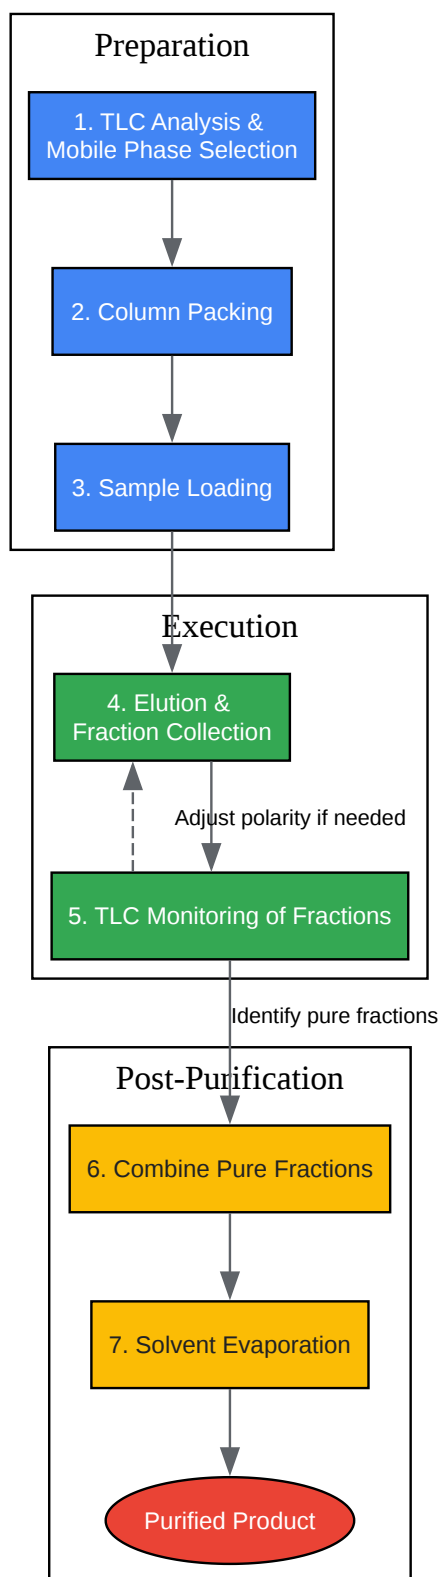 Preparation
1. TLC Analysis &
Mobile Phase Selection
2. Column Packing
3. Sample Loading
Execution
4. Elution &
Fraction Collection
Adjust polarity if needed
5. TLC Monitoring of Fractions
Identify pure fractions
Post-Purification
6. Combine Pure Fractions
7. Solvent Evaporation
Purified Product